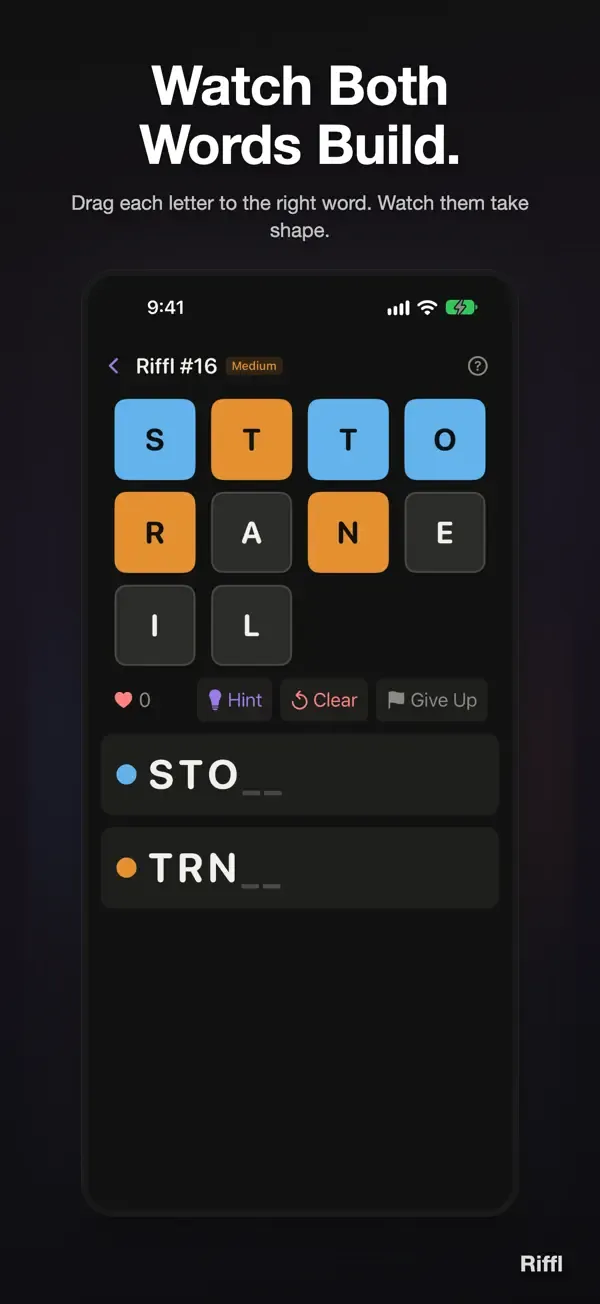 Watch Both
Words Build.
Drag each letter to the right word. Watch them take
shape.
9:41
Riffl #16 Medium ?
S T T O
R A N E
I L
0 Hint Clear Give Up
STO__
TRN__
Riffl